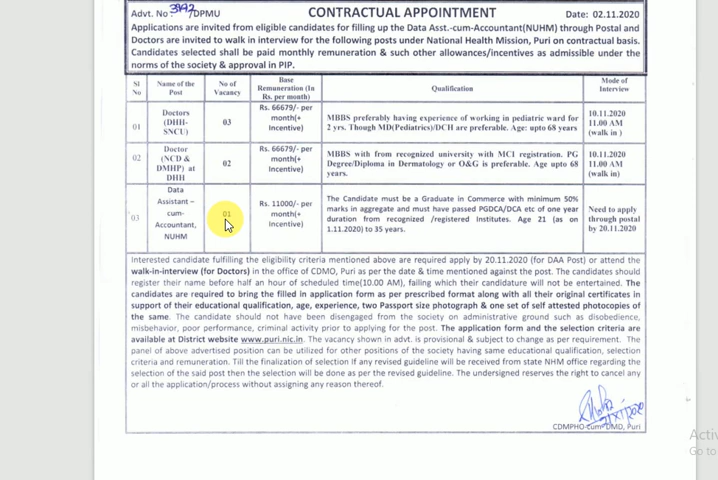 Advt. No : 3992/DPMU
CONTRACTUAL APPOINTMENT
Date: 02.11.2020
Applications are invited from eligible candidates for filling up the Data Asst.-cum-Accountant(NUHM) through Postal and
Doctors are invited to walk in interview for the following posts under National Health Mission, Puri on contractual basis.
Candidates selected shall be paid monthly remuneration & such other allowances/incentives as admissible under the
norms of the society & approval in PIP.
Sl No
Name of the Post
No of Vacancy
Base Remuneration (In Rs. per month)
Qualification
Mode of Interview
01
Doctors
(DHH-
SNCU)
03
Rs. 66679/- per
month(+
Incentive)
MBBS preferably having experience of working in pediatric ward for
2 yrs. Though MD(Pediatrics)/DCH are preferable. Age: upto 68 years
10.11.2020
11.00 AM
(walk in )
02
Doctor
(NCD &
DMHP) at
DHH
02
Rs. 66679/- per
month(+
Incentive)
MBBS with from recognized university with MCI registration. PG
Degree/Diploma in Dermatology or O&G is preferable. Age upto 68
years.
10.11.2020
11.00 AM
(walk in)
03
Data
Assistant –
cum-
Accountant,
NUHM
01
Rs. 11000/- per
month(+
Incentive)
The Candidate must be a Graduate in Commerce with minimum 50%
marks in aggregate and must have passed PGDCA/DCA etc of one year
duration from recognized /registered Institutes. Age 21 (as on
1.11.2020) to 35 years.
Need to apply
through postal
by 20.11.2020
Interested candidate fulfilling the eligibility criteria mentioned above are required apply by 20.11.2020 (for DAA Post) or attend the
walk-in-interview (for Doctors) in the office of CDMO, Puri as per the date & time mentioned against the post. The candidates should
register their name before half an hour of scheduled time(10.00 AM), failing which their candidature will not be entertained. The
candidates are required to bring the filled in application form as per prescribed format along with all their original certificates in
support of their educational qualification, age, experience, two Passport size photograph & one set of self attested photocopies of
the same. The candidate should not have been disengaged from the society on administrative ground such as disobedience,
misbehavior, poor performance, criminal activity prior to applying for the post. The application form and the selection criteria are
available at District website www.puri.nic.in. The vacancy shown in advt. is provisional & subject to change as per requirement. The
panel of above advertised position can be utilized for other positions of the society having same educational qualification, selection
criteria and remuneration. Till the finalization of selection If any revised guideline will be received from state NHM office regarding the
selection of the said post then the selection will be done as per the revised guideline. The undersigned reserves the right to cancel any
or all the application/process without assigning any reason thereof.
CDMPHO-cum-DMD, Puri
Activ
Go to